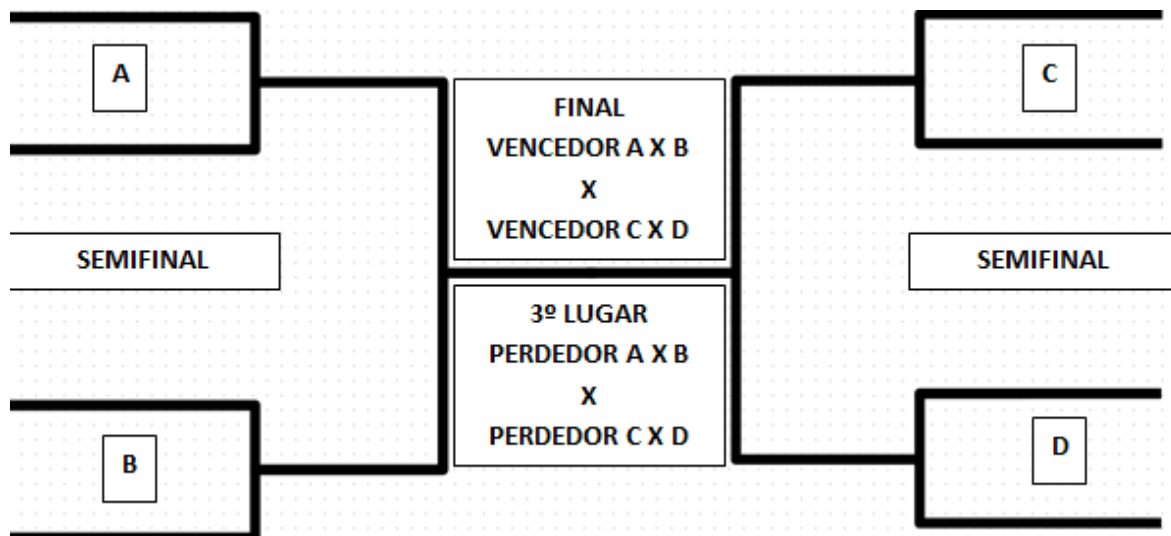 A
C
FINAL
VENCEDOR A X B
X
VENCEDOR C X D
SEMIFINAL
SEMIFINAL
3º LUGAR
PERDEDOR A X B
X
PERDEDOR C X D
B
D